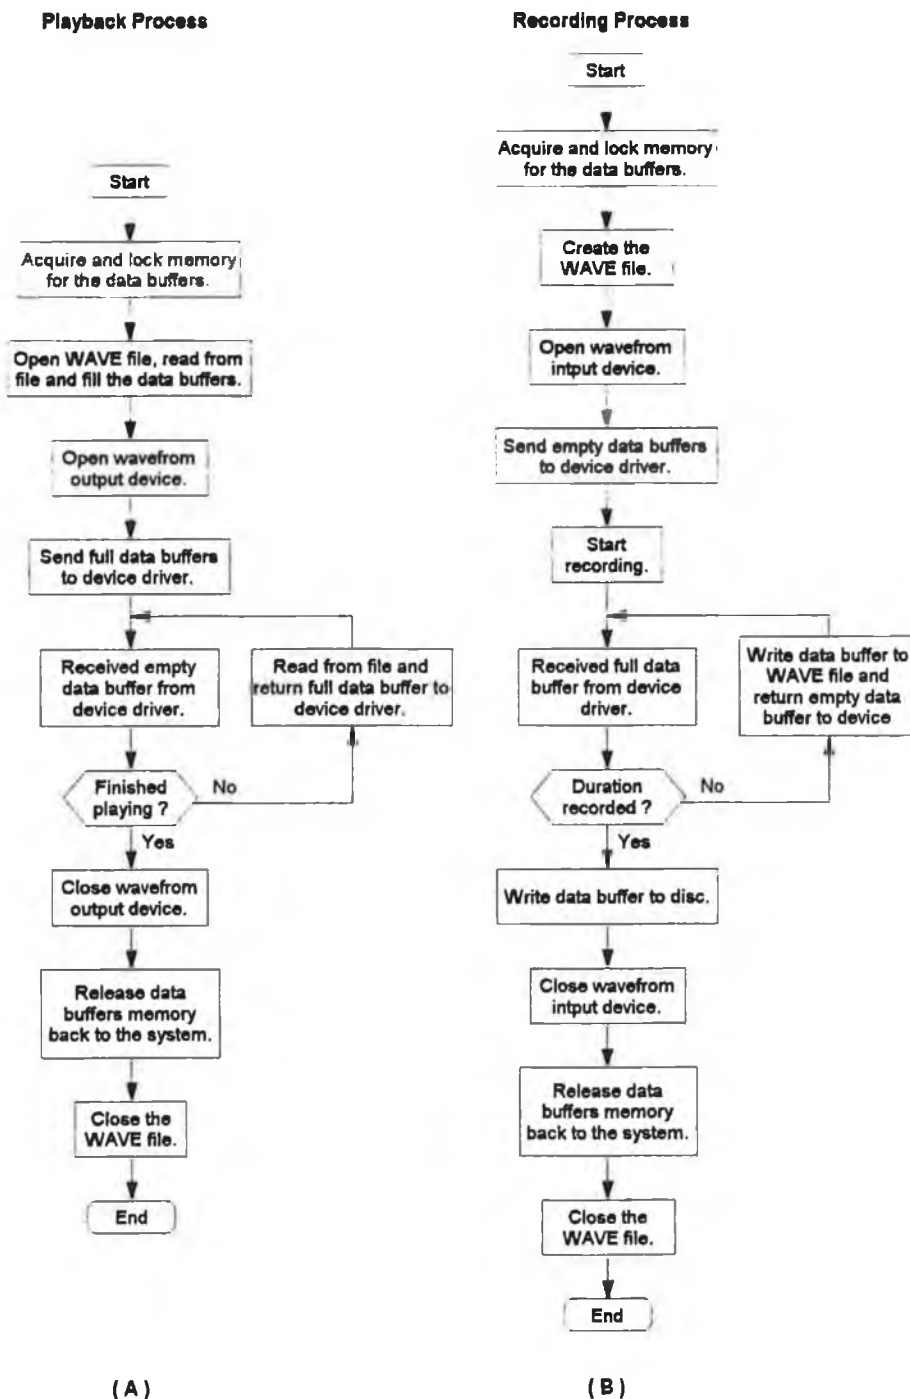 Playback Process
Start
Acquire and lock memory
for the data buffers.
Open WAVE file, read from
file and fill the data buffers.
Open wavefrom
output device.
Send full data buffers
to device driver.
Received empty
data buffer from
device driver.
Read from file and
return full data buffer to
device driver.
Finished
playing ?
No
Yes
Close wavefrom
output device.
Release data
buffers memory
back to the system.
Close the
WAVE file.
End
( A )
Recording Process
Start
Acquire and lock memory
for the data buffers.
Create the
WAVE file.
Open wavefrom
intput device.
Send empty data buffers
to device driver.
Start
recording.
Received full data
buffer from device
driver.
Write data buffer to
WAVE file and
return empty data
buffer to device
Duration
recorded ?
No
Yes
Write data buffer to disc.
Close wavefrom
intput device.
Release data
buffers memory
back to the system.
Close the
WAVE file.
End
( B )